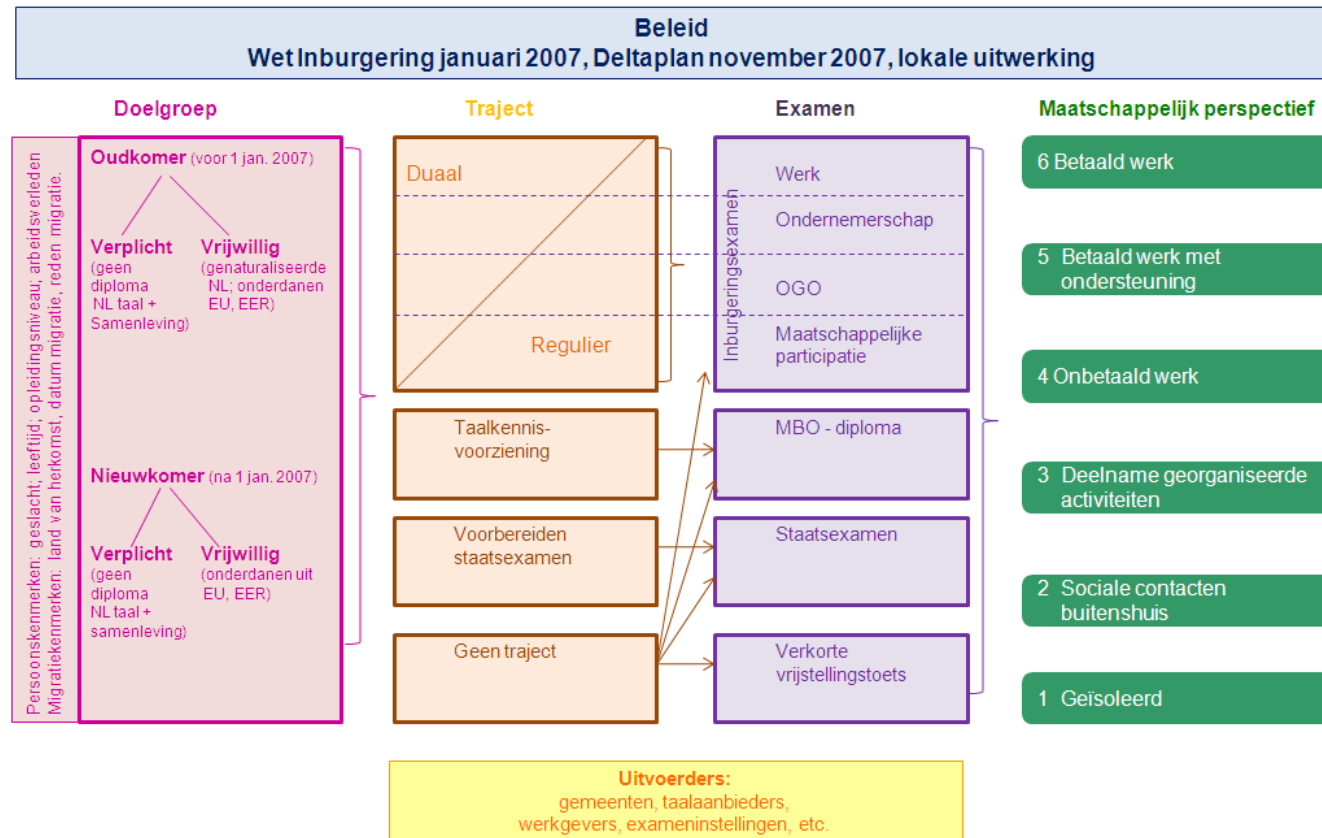 Beleid
Wet Inburgering januari 2007, Deltaplan november 2007, lokale uitwerking
Doelgroep
Persoonskenmerken: geslacht; leeftijd; opleidingsniveau; arbeidsverleden
Migratiekenmerken: land van herkomst, datum migratie, reden migratie.
Oudkomer (voor 1 jan. 2007)
Verplicht
(geen
diploma
NL taal +
Samenleving)
Vrijwillig
(genaturaliseerde
NL; onderdanen
EU, EER)
Nieuwkomer (na 1 jan. 2007)
Verplicht
(geen
diploma
NL taal +
samenleving)
Vrijwillig
(onderdanen uit
EU, EER)
Traject
Duaal
Regulier
Taalkennis-
voorziening
Voorbereiden
staatsexamen
Geen traject
Examen
Inburgeringsexamen
Werk
Ondernemerschap
OGO
Maatschappelijke
participatie
MBO - diploma
Staatsexamen
Verkorte
vrijstellingstoets
Maatschappelijk perspectief
6 Betaald werk
5 Betaald werk met
ondersteuning
4 Onbetaald werk
3 Deelname georganiseerde
activiteiten
2 Sociale contacten
buitenshuis
1 Geïsoleerd
Uitvoerders:
gemeenten, taalaanbieders,
werkgevers, exameninstellingen, etc.